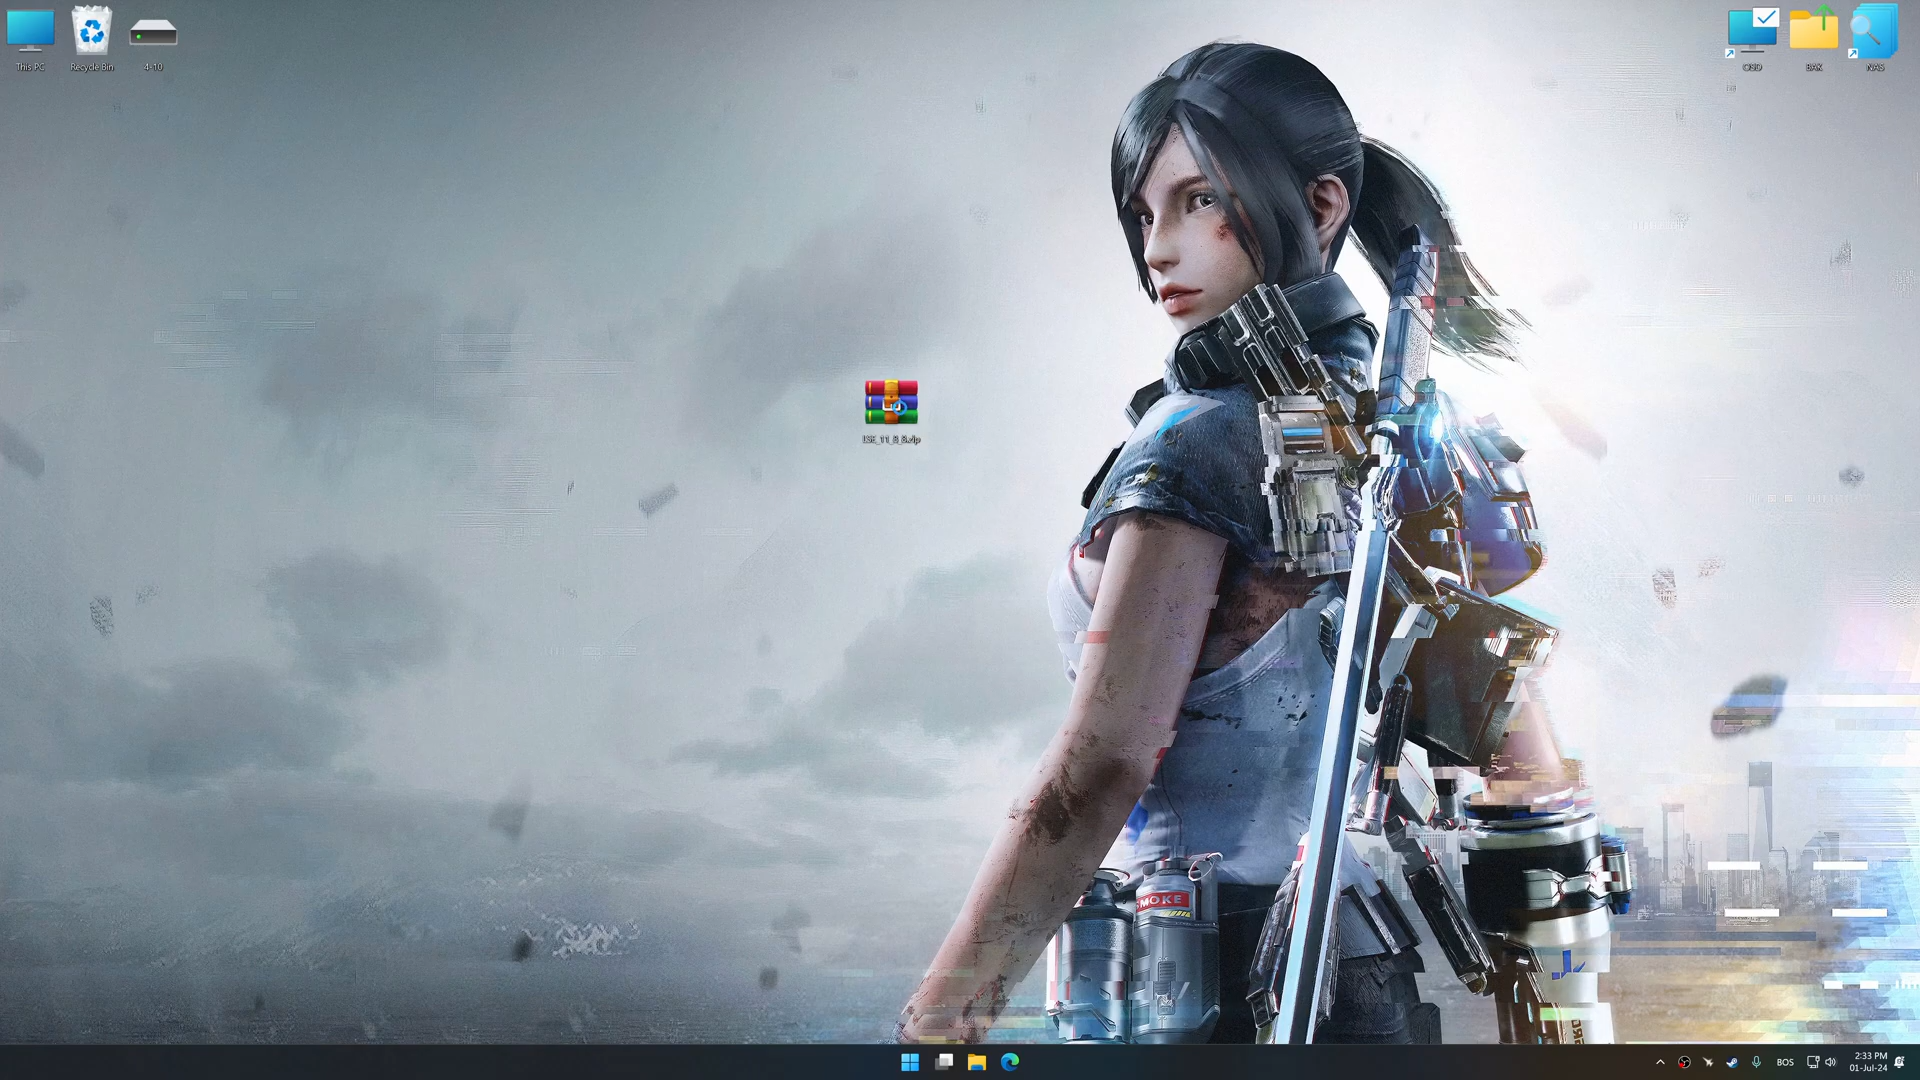 This PC
Recycle Bin
4-10
OSD
BAK
NAS
SMOKE
BOS
2:33 PM
01-Jul-24